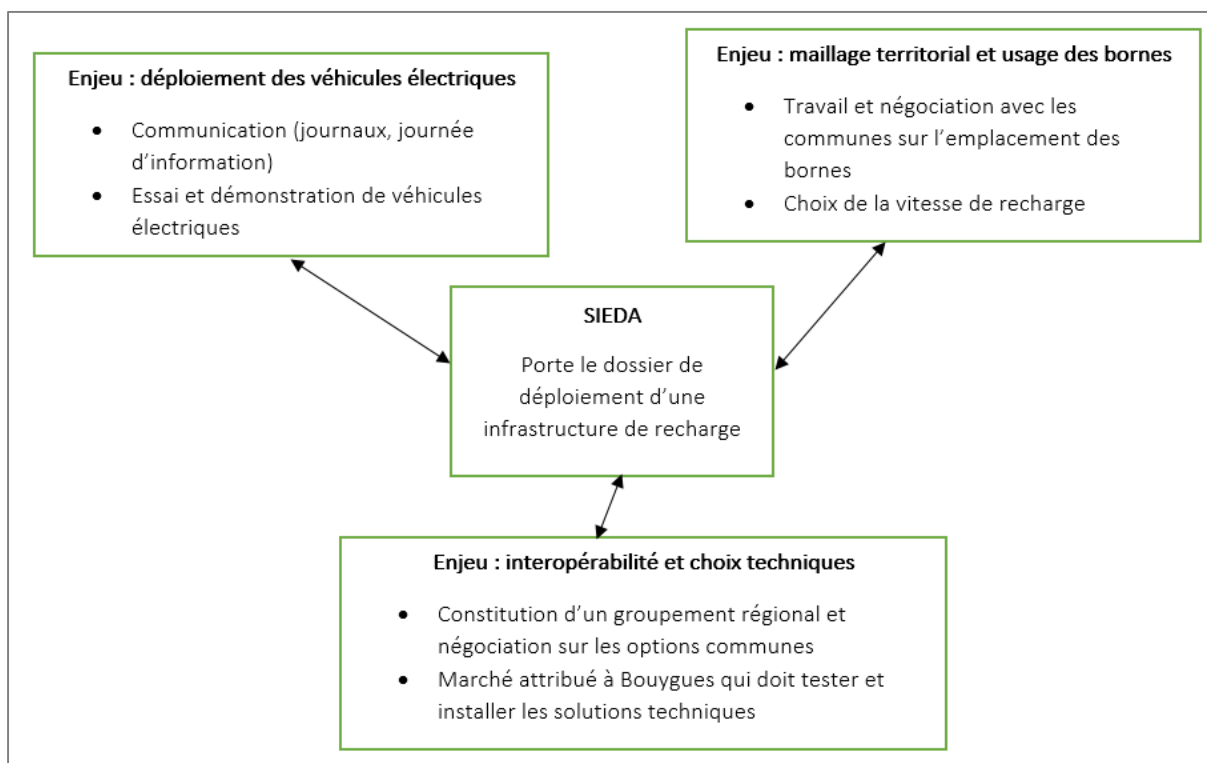 Enjeu : déploiement des véhicules électriques
• Communication (journaux, journée
d’information)
• Essai et démonstration de véhicules
électriques
Enjeu : maillage territorial et usage des bornes
• Travail et négociation avec les
communes sur l’emplacement des
bornes
• Choix de la vitesse de recharge
SIEDA
Porte le dossier de
déploiement d’une
infrastructure de recharge
Enjeu : interopérabilité et choix techniques
• Constitution d’un groupement régional et
négociation sur les options communes
• Marché attribué à Bouygues qui doit tester et
installer les solutions techniques